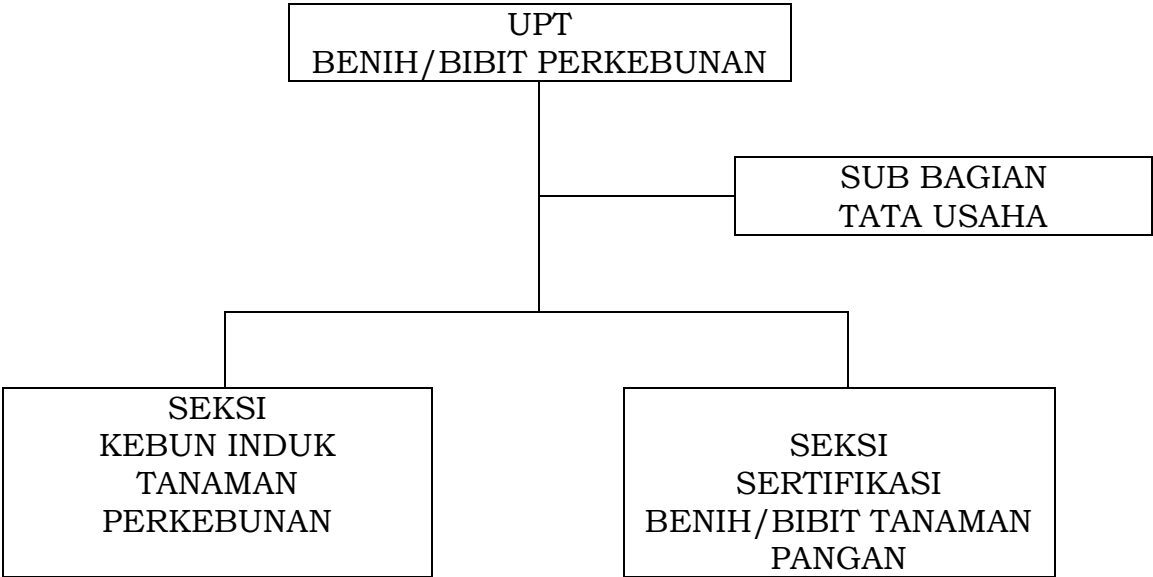 UPT
BENIH/BIBIT PERKEBUNAN
SUB BAGIAN
TATA USAHA
SEKSI
KEBUN INDUK
TANAMAN
PERKEBUNAN
SEKSI
SERTIFIKASI
BENIH/BIBIT TANAMAN
PANGAN